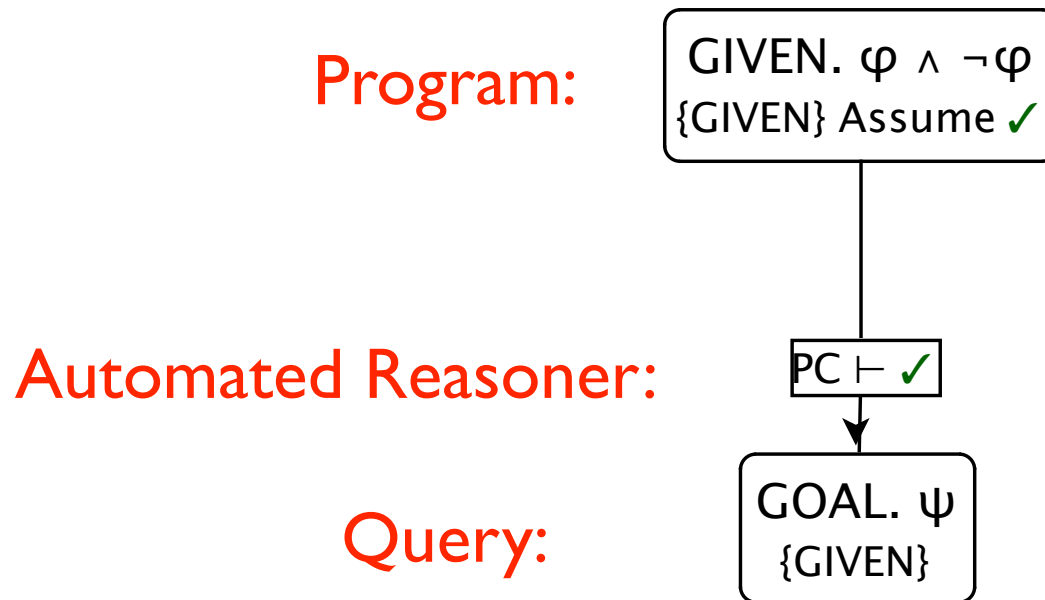 Program:
GIVEN. φ ∧ ¬φ
{GIVEN} Assume ✓
Automated Reasoner:
PC ⊢ ✓
Query:
GOAL. ψ
{GIVEN}